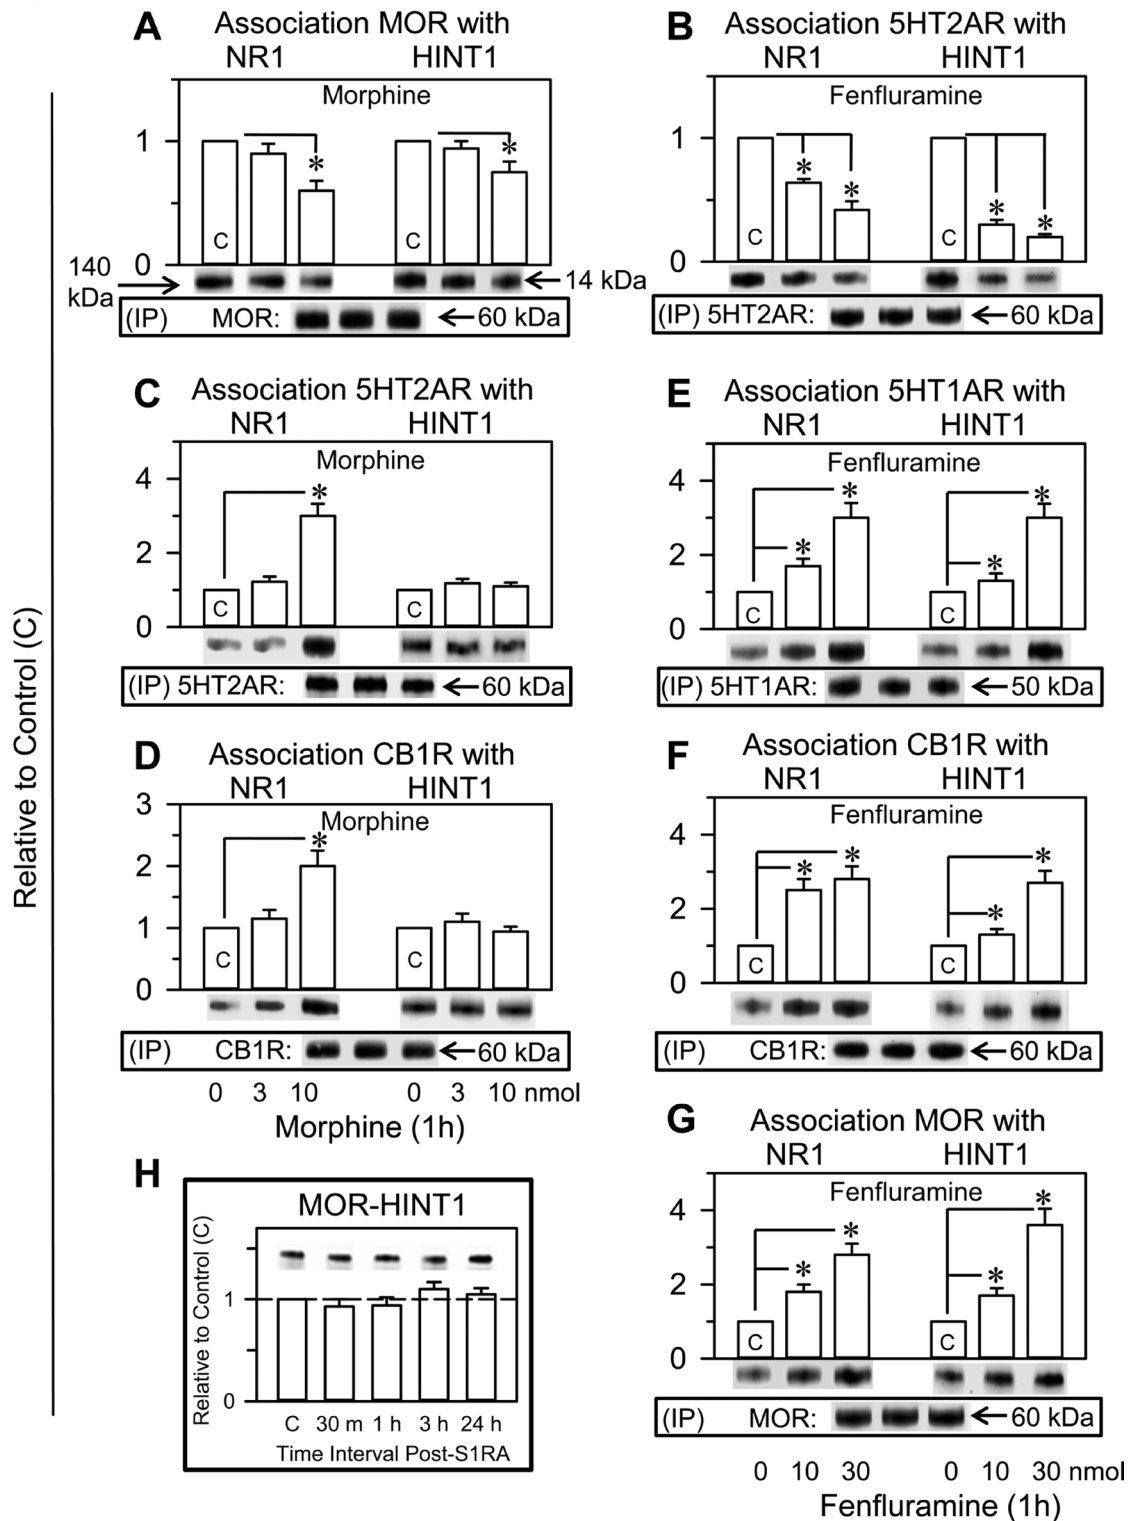 Relative to Control (C)
A Association MOR with
NR1 HINT1
Morphine
1
* *
C C
0
140
kDa
14 kDa
(IP) MOR: 60 kDa
B Association 5HT2AR with
NR1 HINT1
Fenfluramine
1
* * * *
C C
0
(IP) 5HT2AR: 60 kDa
C Association 5HT2AR with
NR1 HINT1
Morphine
4
*
2
C C
0
(IP) 5HT2AR: 60 kDa
E Association 5HT1AR with
NR1 HINT1
Fenfluramine
4
* *
2
* *
C C
0
(IP) 5HT1AR: 50 kDa
D Association CB1R with
NR1 HINT1
3
Morphine
*
2
1
C C
0
(IP) CB1R: 60 kDa
0 3 10 0 3 10 nmol
Morphine (1h)
F Association CB1R with
NR1 HINT1
Fenfluramine
4
* * *
2
*
C C
0
(IP) CB1R: 60 kDa
G Association MOR with
NR1 HINT1
Fenfluramine
4
* *
2
* *
C C
0
(IP) MOR: 60 kDa
0 10 30 0 10 30 nmol
Fenfluramine (1h)
H
MOR-HINT1
Relative to Control (C)
1
0
C 30 m 1 h 3 h 24 h
Time Interval Post-S1RA